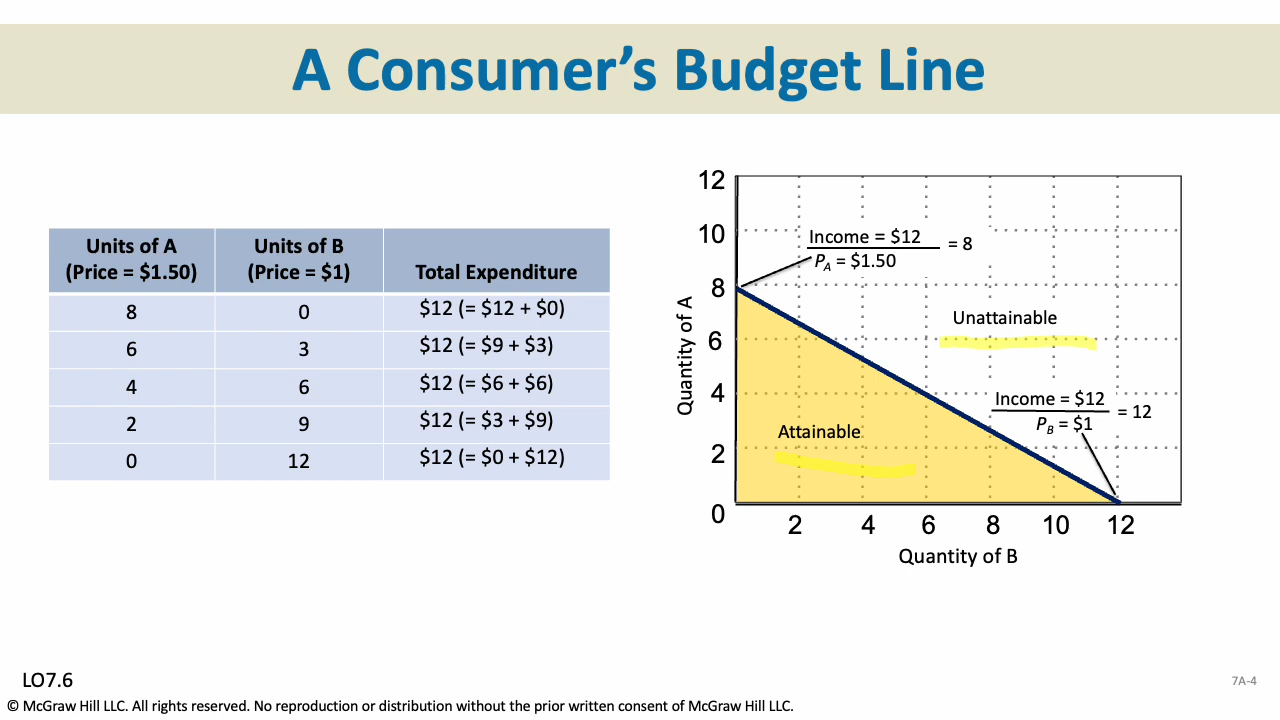 A Consumer's Budget Line
Units of A
(Price = $1.50)
Units of B
(Price = $1)
Total Expenditure
8 0 $12 (= $12 + $0)
6 3 $12 (= $9 + $3)
4 6 $12 (= $6 + $6)
2 9 $12 (= $3 + $9)
0 12 $12 (= $0 + $12)
Quantity of A
12
10
8
6
4
2
0
Income = $12
PA = $1.50
= 8
Unattainable
Income = $12
PB = $1
= 12
Attainable
2 4 6 8 10 12
Quantity of B
LO7.6
7A-4
© McGraw Hill LLC. All rights reserved. No reproduction or distribution without the prior written consent of McGraw Hill LLC.